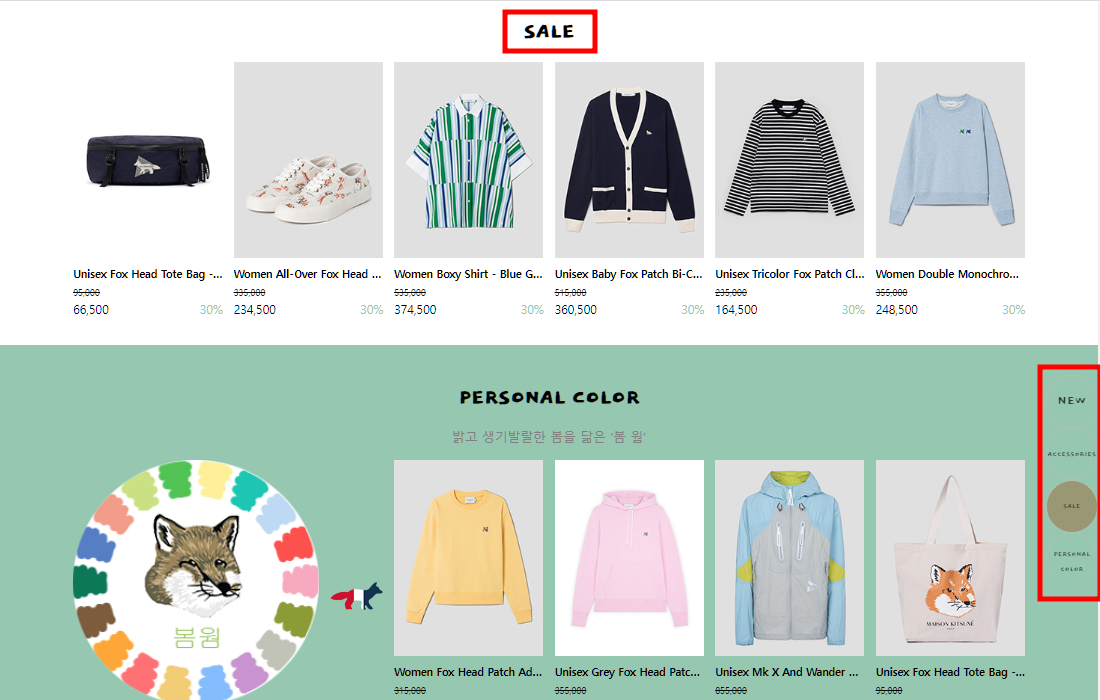 SALE
Unisex Fox Head Tote Bag -...
95,000
66,500 30%
Women All-Over Fox Head ...
335,000
234,500 30%
Women Boxy Shirt - Blue G...
535,000
374,500 30%
Unisex Baby Fox Patch Bi-C...
515,000
360,500 30%
Unisex Tricolor Fox Patch Cl...
235,000
164,500 30%
Women Double Monochro...
355,000
248,500 30%
PERSONAL COLOR
밝고 생기발랄한 봄을 닮은 '봄 웜'
봄웜
MAISON KITSUNÉ
Women Fox Head Patch Ad...
315,000
Unisex Grey Fox Head Patc...
355,000
Unisex Mk X And Wander ...
855,000
Unisex Fox Head Tote Bag -...
95,000
NEW
ACCESSORIES
SALE
PERSONAL
COLOR